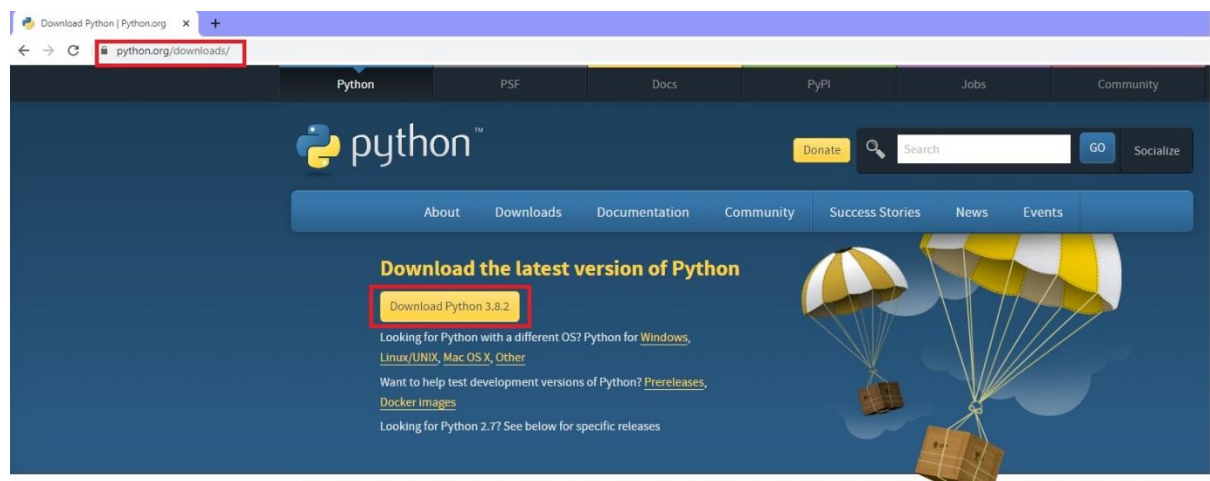 Download Python | Python.org
python.org/downloads/
Python PSF Docs PyPI Jobs Community
python™
Donate Search GO Socialize
About Downloads Documentation Community Success Stories News Events
Download the latest version of Python
Download Python 3.8.2
Looking for Python with a different OS? Python for Windows,
Linux/UNIX, Mac OS X, Other
Want to help test development versions of Python? Prereleases,
Docker images
Looking for Python 2.7? See below for specific releases